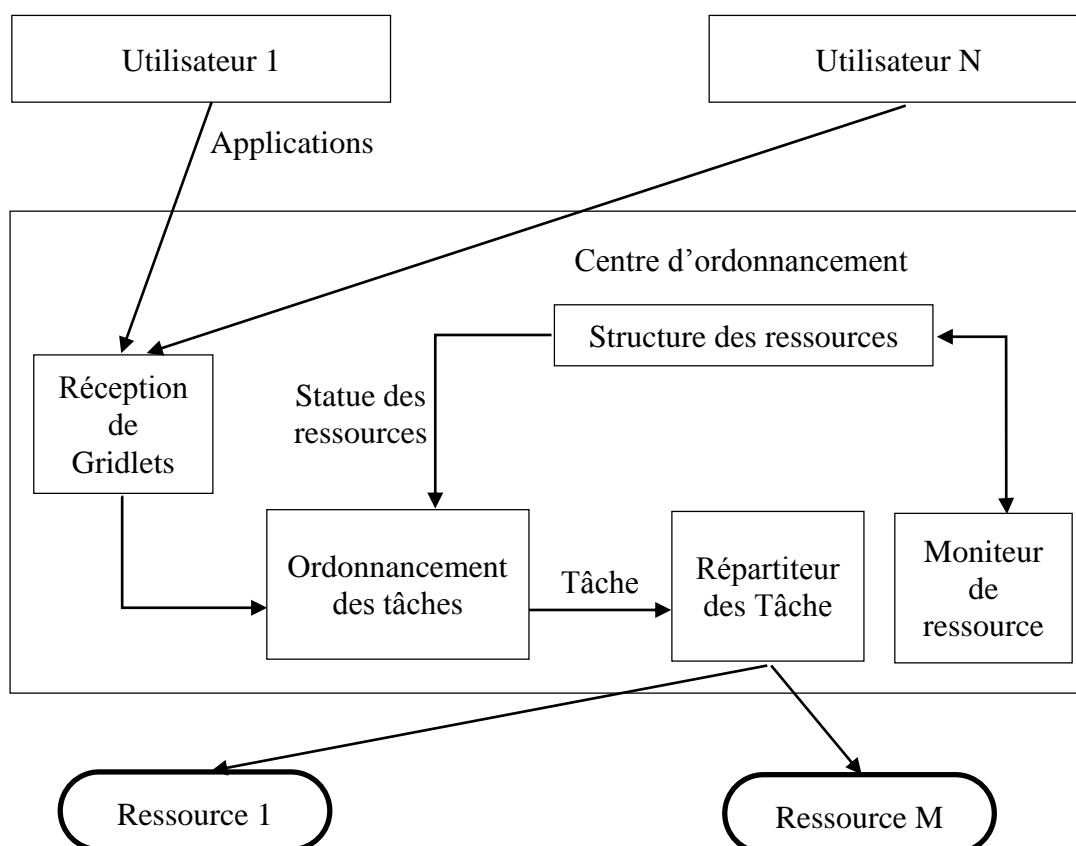 Utilisateur 1
Utilisateur N
Applications
Centre d’ordonnancement
Structure des ressources
Réception
de
Gridlets
Statue des
ressources
Ordonnancement
des tâches
Tâche
Répartiteur
des Tâche
Moniteur
de
ressource
Ressource 1
Ressource M